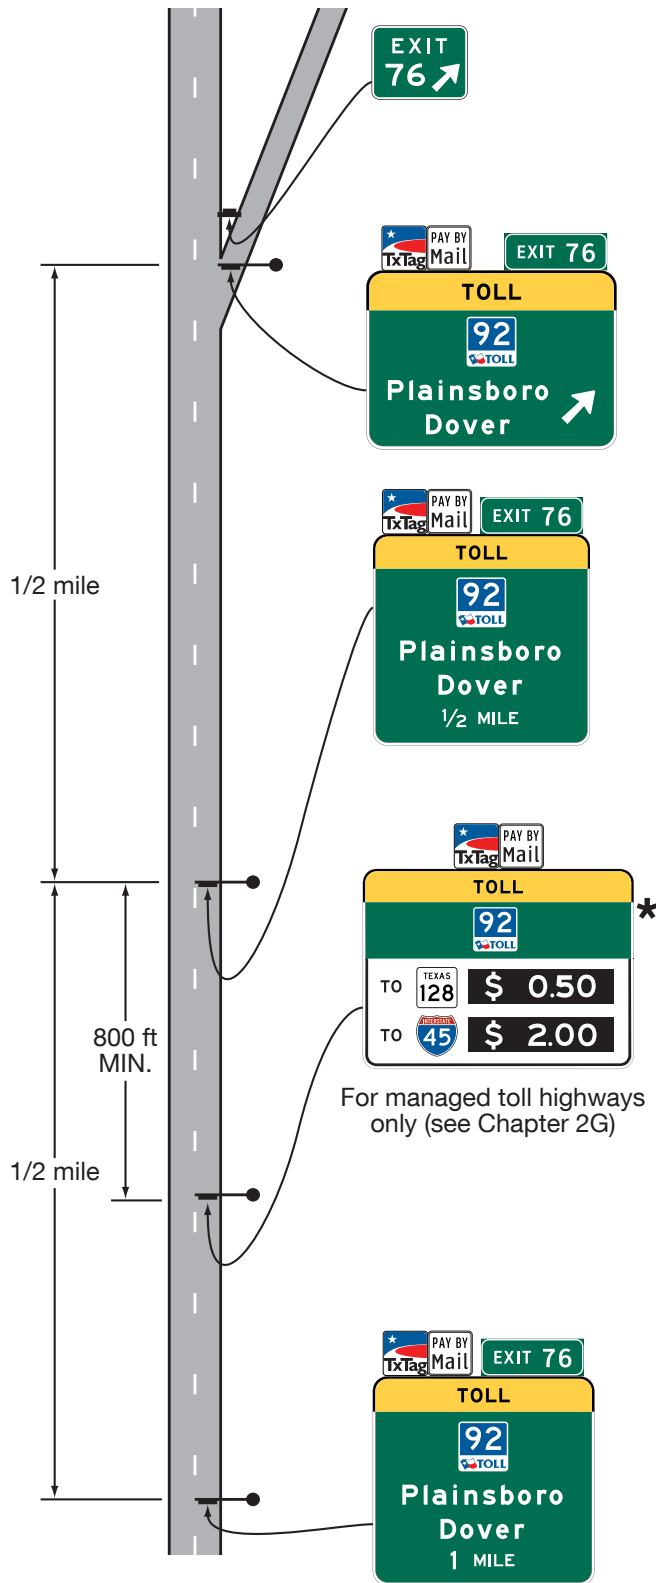 EXIT
76
TxTag
PAY BY
Mail
EXIT 76
TOLL
92
TOLL
Plainsboro
Dover
1/2 mile
TxTag
PAY BY
Mail
EXIT 76
TOLL
92
TOLL
Plainsboro
Dover
1/2 MILE
TxTag
PAY BY
Mail
TOLL
*
92
TOLL
TO TEXAS 128 $ 0.50
TO INTERSTATE 45 $ 2.00
800 ft
MIN.
For managed toll highways
only (see Chapter 2G)
1/2 mile
TxTag
PAY BY
Mail
EXIT 76
TOLL
92
TOLL
Plainsboro
Dover
1 MILE